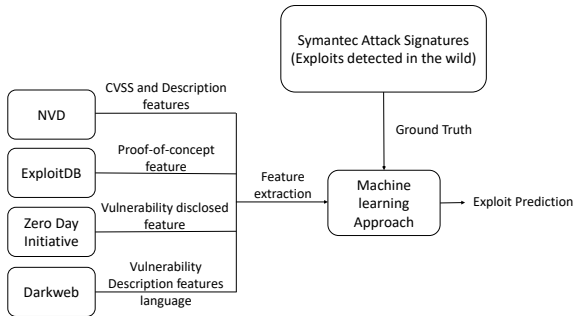 Symantec Attack Signatures
(Exploits detected in the wild)
CVSS and Description
features
NVD
Ground Truth
Proof-of-concept
feature
ExploitDB
Feature
extraction
Machine
learning
Approach
Exploit Prediction
Vulnerability disclosed
feature
Zero Day
Initiative
Vulnerability
Description features
language
Darkweb